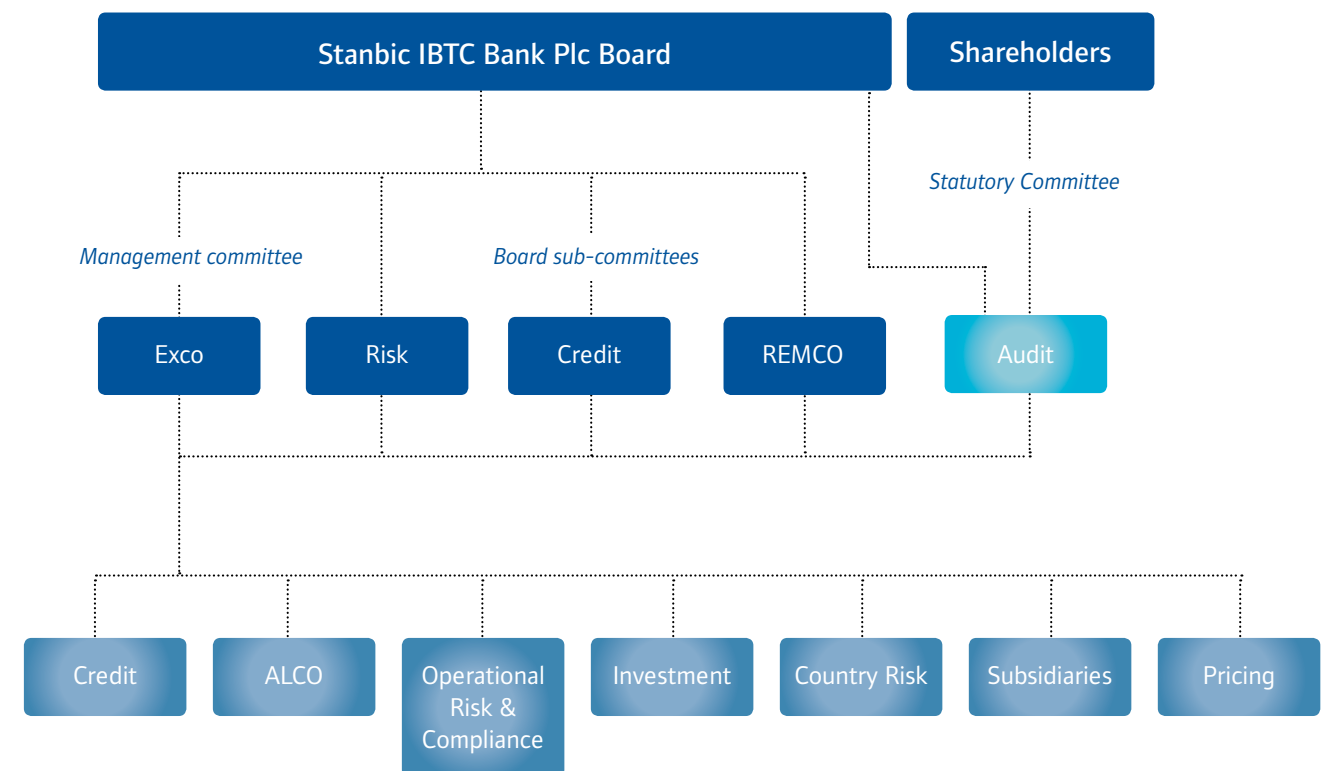 Stanbic IBTC Bank Plc Board
Shareholders
Statutory Committee
Management committee
Board sub-committees
Exco
Risk
Credit
REMCO
Audit
Credit
ALCO
Operational
Risk &
Compliance
Investment
Country Risk
Subsidiaries
Pricing